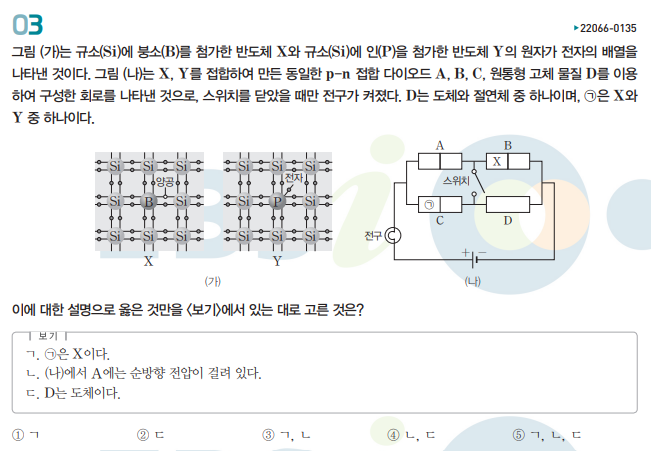 03
▸22066-0135
그림 (가)는 규소(Si)에 붕소(B)를 첨가한 반도체 X와 규소(Si)에 인(P)을 첨가한 반도체 Y의 원자가 전자의 배열을
나타낸 것이다. 그림 (나)는 X, Y를 접합하여 만든 동일한 p-n 접합 다이오드 A, B, C, 원통형 고체 물질 D를 이용
하여 구성한 회로를 나타낸 것으로, 스위치를 닫았을 때만 전구가 켜졌다. D는 도체와 절연체 중 하나이며, ㉠은 X와
Y 중 하나이다.
Si Si Si
양공
Si B Si
Si Si Si
X
Si Si Si
전자
Si P Si
Si Si Si
Y
(가)
A B
X
스위치
㉠
C D
전구
+ −
(나)
이에 대한 설명으로 옳은 것만을 〈보기〉에서 있는 대로 고른 것은?
보기
ㄱ. ㉠은 X이다.
ㄴ. (나)에서 A에는 순방향 전압이 걸려 있다.
ㄷ. D는 도체이다.
① ㄱ ② ㄷ ③ ㄱ, ㄴ ④ ㄴ, ㄷ ⑤ ㄱ, ㄴ, ㄷ